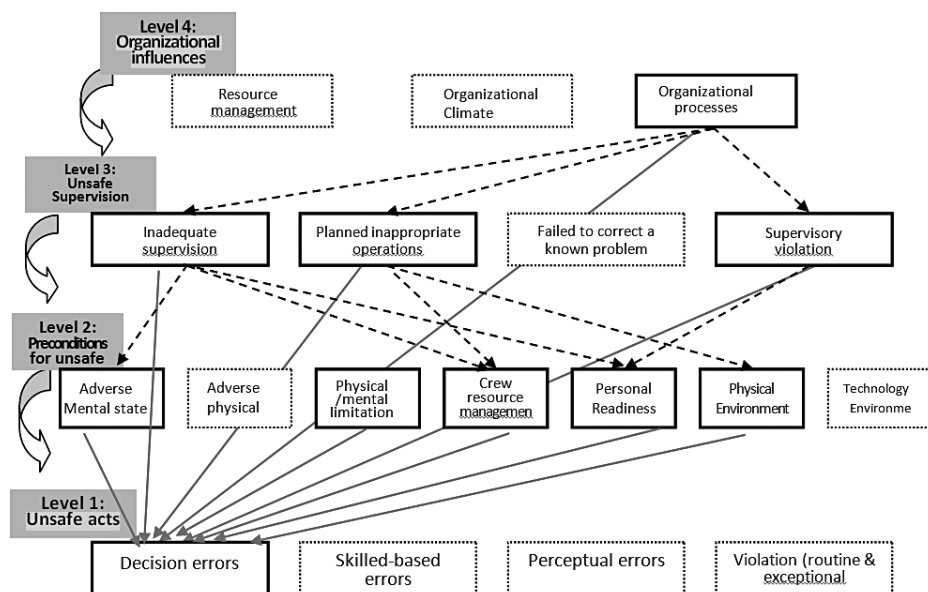 Level 4:
Organizational
influences
Resource
management
Organizational
Climate
Organizational
processes
Level 3:
Unsafe
Supervision
Inadequate
supervision
Planned inappropriate
operations
Failed to correct a
known problem
Supervisory
violation
Level 2:
Preconditions
for unsafe
Adverse
Mental state
Adverse
physical
Physical
/mental
limitation
Crew
resource
managemen
Personal
Readiness
Physical
Environment
Technology
Environme
Level 1:
Unsafe acts
Decision errors
Skilled-based
errors
Perceptual errors
Violation (routine &
exceptional